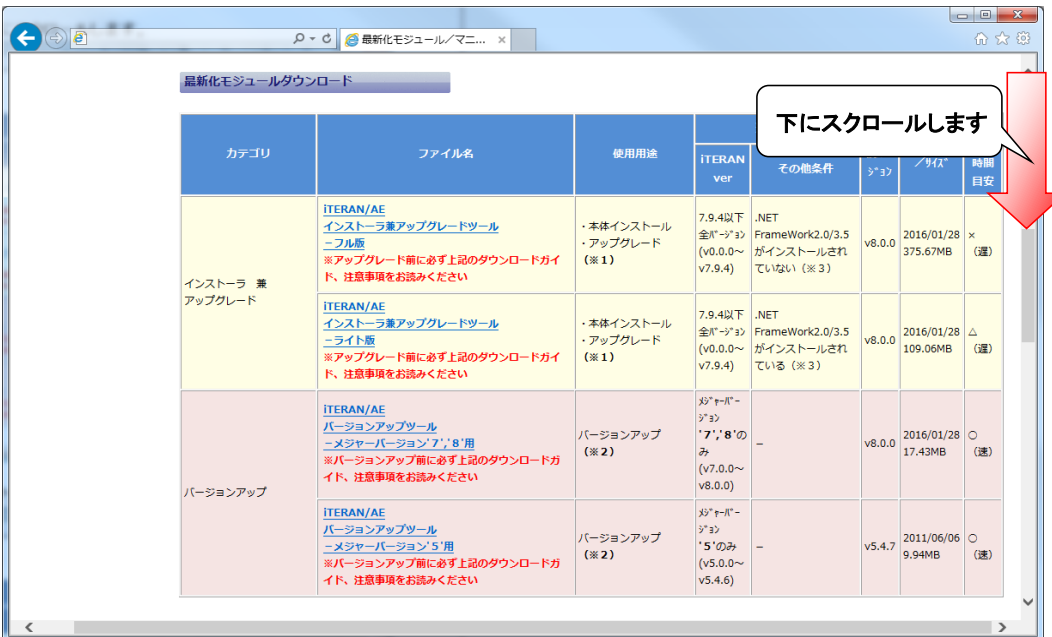 最新化モジュール／マニ...
最新化モジュールダウンロード
下にスクロールします
カテゴリ
ファイル名
使用用途
iTERAN
ver
その他条件
ｼﾞｮﾝ
／ｻｲｽﾞ
時間
目安
インストーラ 兼
アップグレード
iTERAN/AE
インストーラ兼アップグレードツール
－フル版
※アップグレード前に必ず上記のダウンロードガイ
ド、注意事項をお読みください
・本体インストール
・アップグレード
(※1)
7.9.4以下
全ﾊﾞｰｼﾞｮﾝ
(v0.0.0～
v7.9.4)
.NET
FrameWork2.0/3.5
がインストールされ
ていない（※３）
v8.0.0
2016/01/28
375.67MB
×
（遅）
iTERAN/AE
インストーラ兼アップグレードツール
－ライト版
※アップグレード前に必ず上記のダウンロードガイ
ド、注意事項をお読みください
・本体インストール
・アップグレード
(※1)
7.9.4以下
全ﾊﾞｰｼﾞｮﾝ
(v0.0.0～
v7.9.4)
.NET
FrameWork2.0/3.5
がインストールされ
ている（※３）
v8.0.0
2016/01/28
109.06MB
△
（遅）
バージョンアップ
iTERAN/AE
バージョンアップツール
－メジャーバージョン'7','8'用
※バージョンアップ前に必ず上記のダウンロードガ
イド、注意事項をお読みください
バージョンアップ
(※2)
ﾒｼﾞｬｰﾊﾞｰ
ｼﾞｮﾝ
'7','8'の
み
(v7.0.0～
v8.0.0)
－
v8.0.0
2016/01/28
17.43MB
○
（速）
iTERAN/AE
バージョンアップツール
－メジャーバージョン'5'用
※バージョンアップ前に必ず上記のダウンロードガ
イド、注意事項をお読みください
バージョンアップ
(※2)
ﾒｼﾞｬｰﾊﾞｰ
ｼﾞｮﾝ
'5'のみ
(v5.0.0～
v5.4.6)
－
v5.4.7
2011/06/06
9.94MB
○
（速）